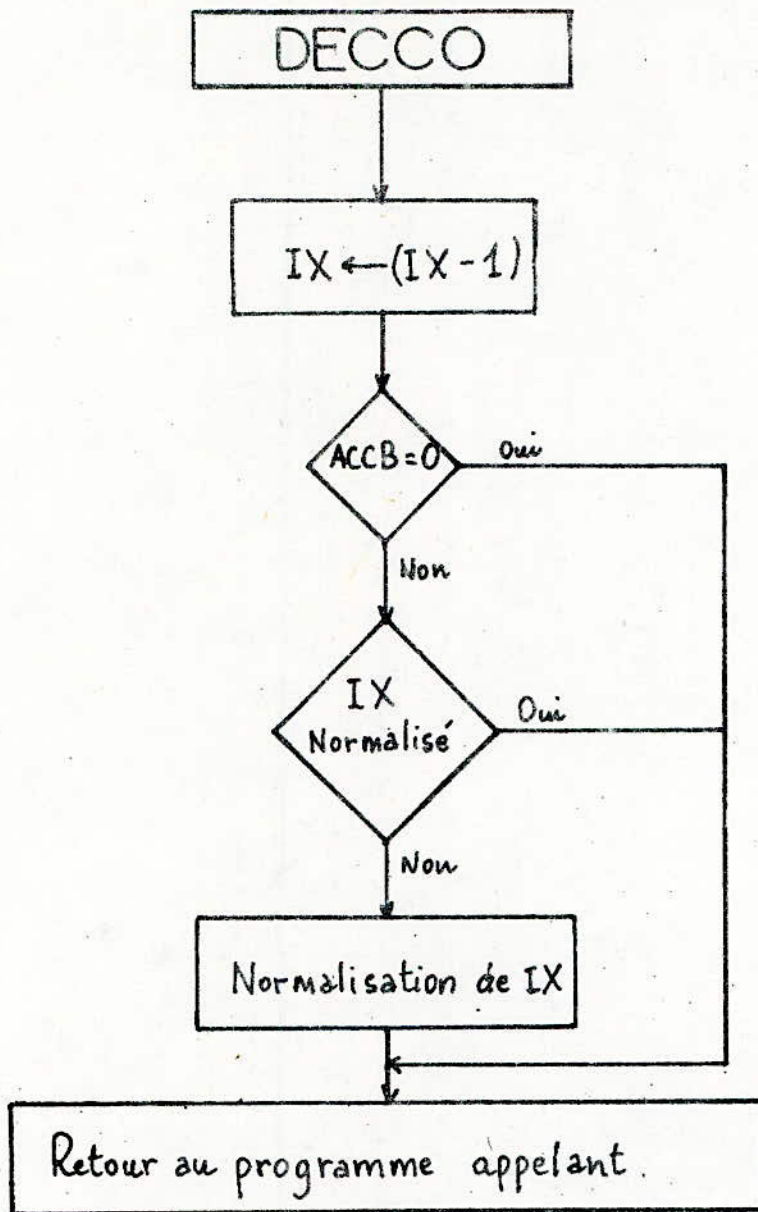 DECCO
IX ← (IX - 1)
ACCB = 0
Oui
Non
IX
Normalisé
Oui
Non
Normalisation de IX
Retour au programme appelant.